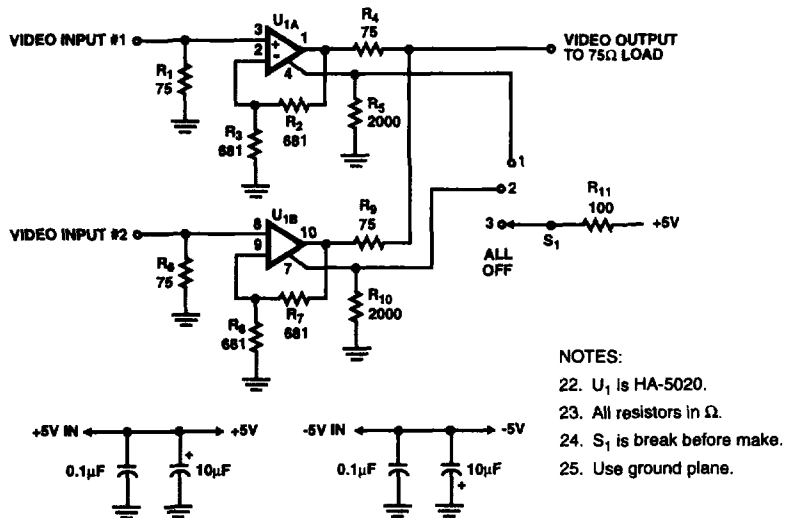 VIDEO INPUT #1
R1
75
3
2
U1A
+
-
1
4
R4
75
VIDEO OUTPUT
TO 75Ω LOAD
R3
681
R2
681
R5
2000
1
2
3
ALL
OFF
S1
R11
100
+5V
VIDEO INPUT #2
R6
75
8
9
U1B
10
7
R9
75
R6
681
R7
681
R10
2000
+5V IN
+5V
0.1µF
+
10µF
-5V IN
-5V
0.1µF
10µF
+
NOTES:
22. U1 is HA-5020.
23. All resistors in Ω.
24. S1 is break before make.
25. Use ground plane.